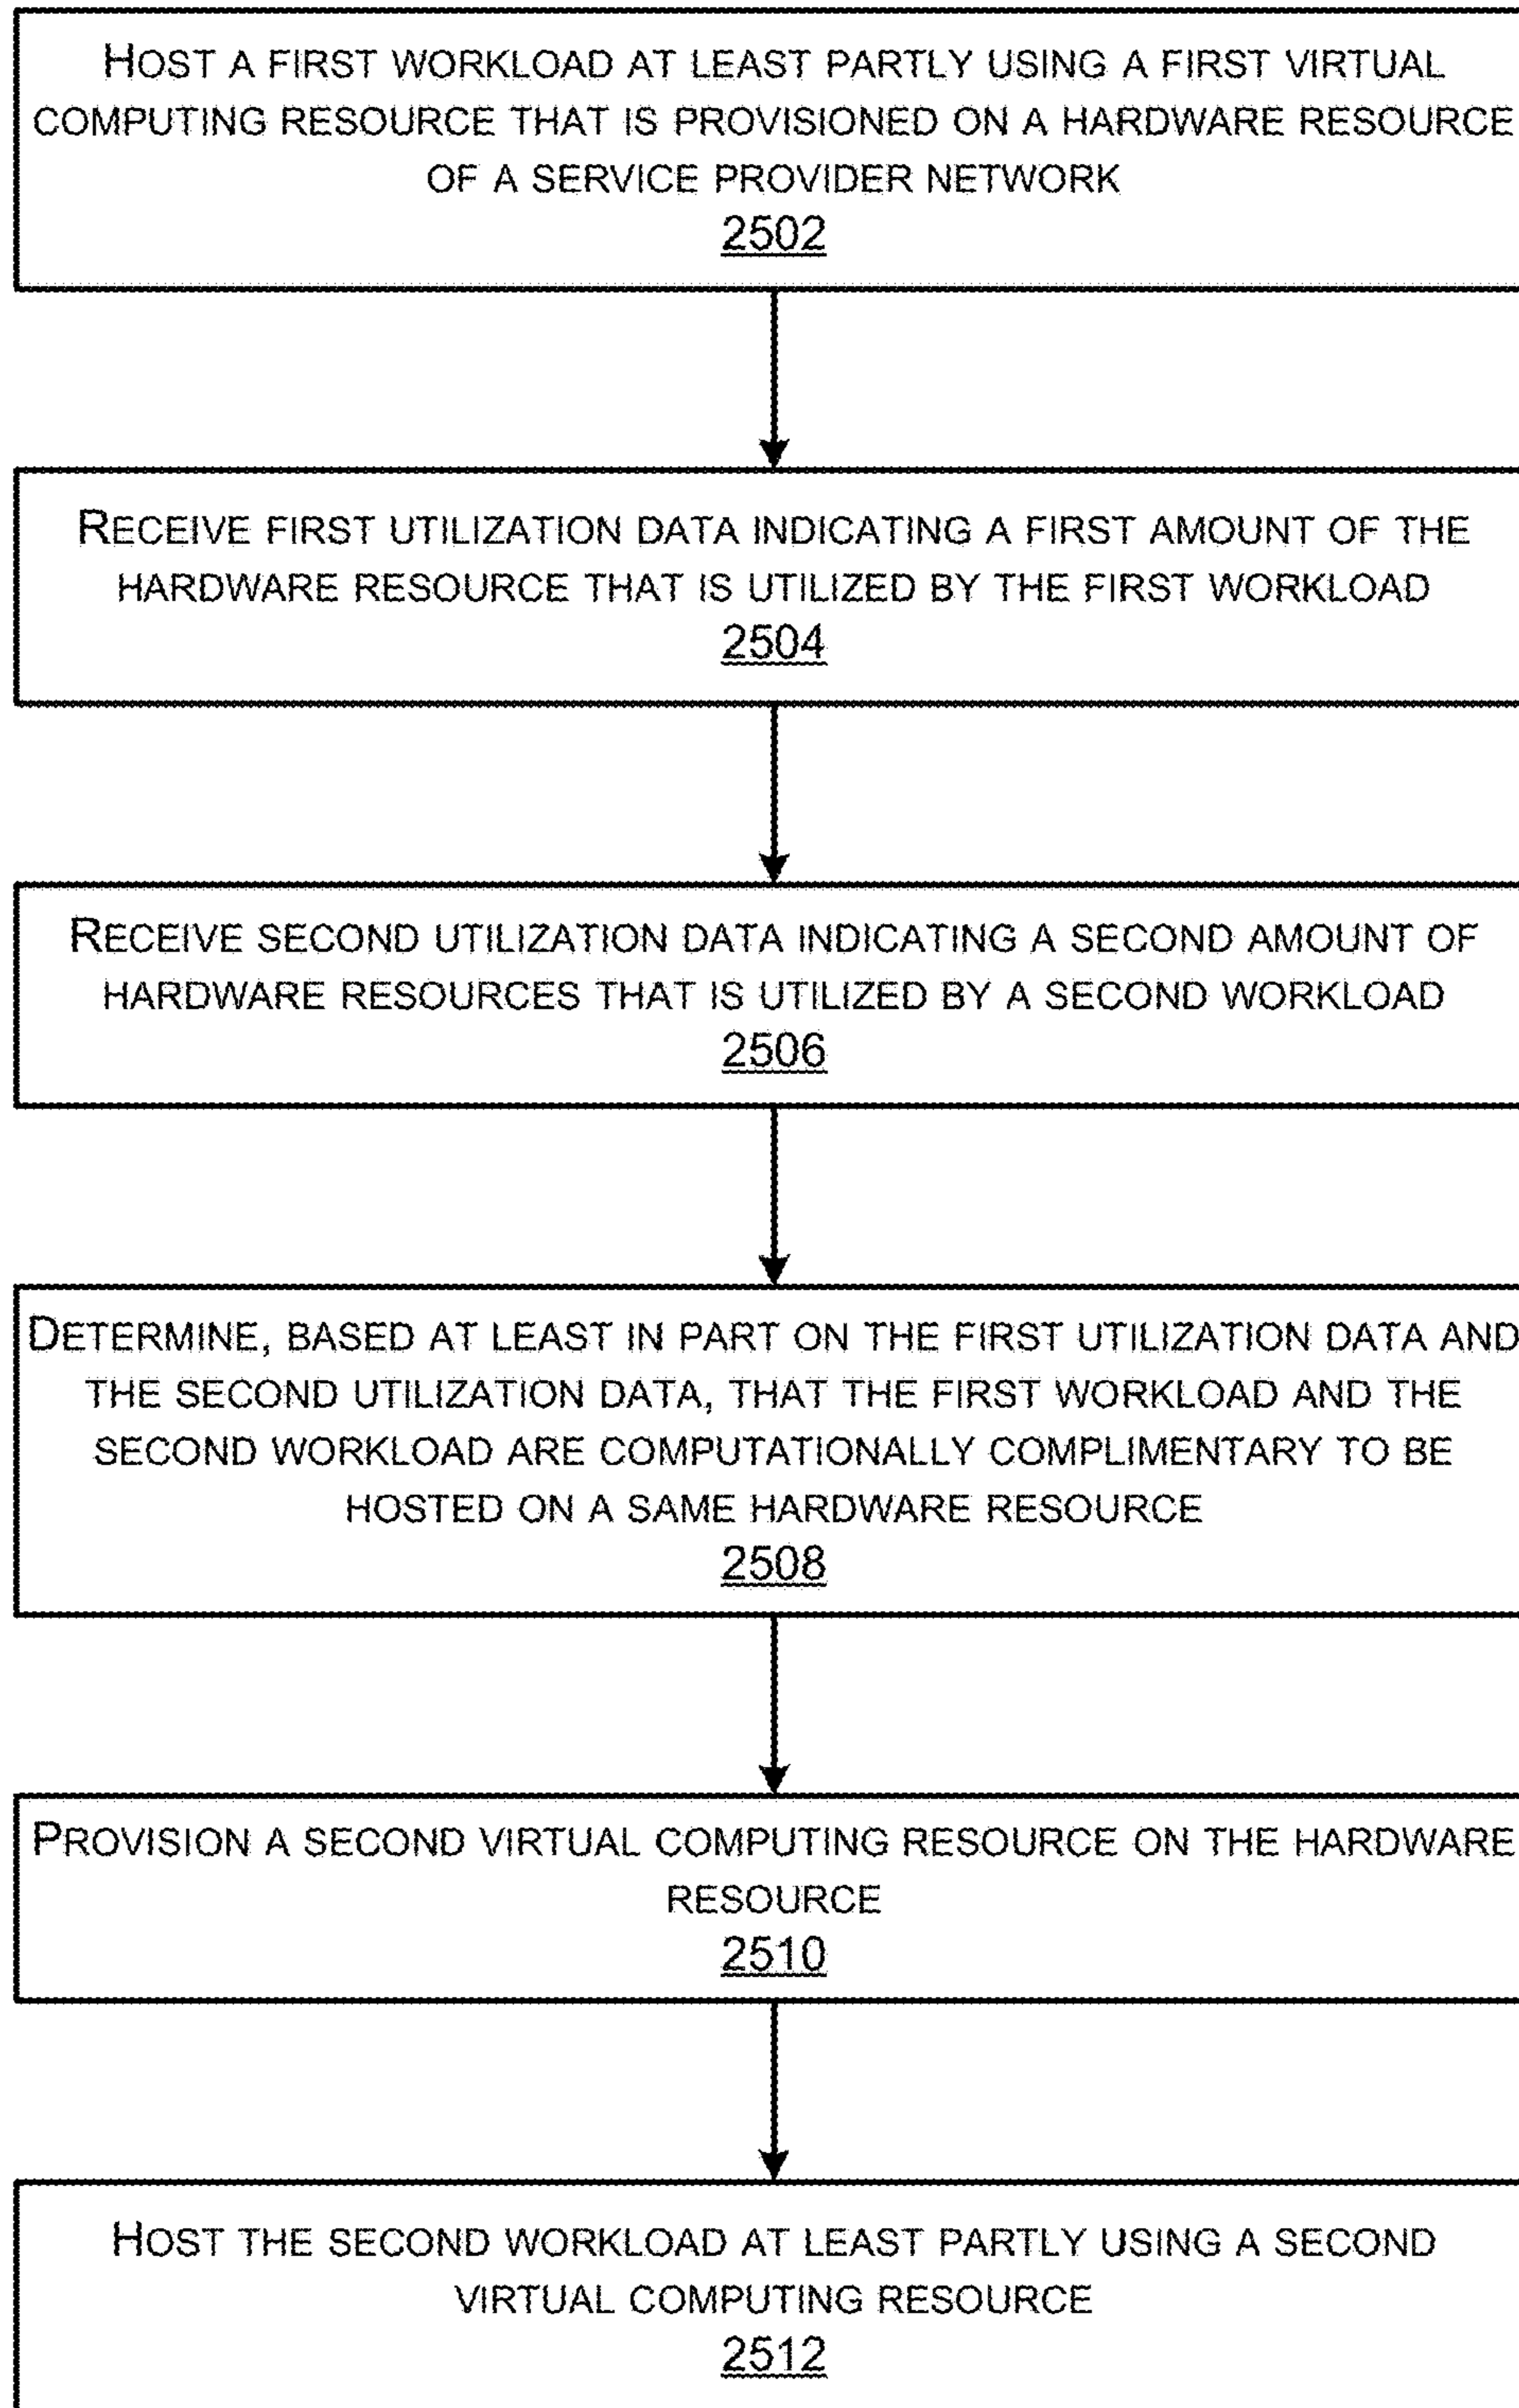 HOST A FIRST WORKLOAD AT LEAST PARTLY USING A FIRST VIRTUAL
COMPUTING RESOURCE THAT IS PROVISIONED ON A HARDWARE RESOURCE
OF A SERVICE PROVIDER NETWORK
2502
RECEIVE FIRST UTILIZATION DATA INDICATING A FIRST AMOUNT OF THE
HARDWARE RESOURCE THAT IS UTILIZED BY THE FIRST WORKLOAD
2504
RECEIVE SECOND UTILIZATION DATA INDICATING A SECOND AMOUNT OF
HARDWARE RESOURCES THAT IS UTILIZED BY A SECOND WORKLOAD
2506
DETERMINE, BASED AT LEAST IN PART ON THE FIRST UTILIZATION DATA AND
THE SECOND UTILIZATION DATA, THAT THE FIRST WORKLOAD AND THE
SECOND WORKLOAD ARE COMPUTATIONALLY COMPLIMENTARY TO BE
HOSTED ON A SAME HARDWARE RESOURCE
2508
PROVISION A SECOND VIRTUAL COMPUTING RESOURCE ON THE HARDWARE
RESOURCE
2510
HOST THE SECOND WORKLOAD AT LEAST PARTLY USING A SECOND
VIRTUAL COMPUTING RESOURCE
2512